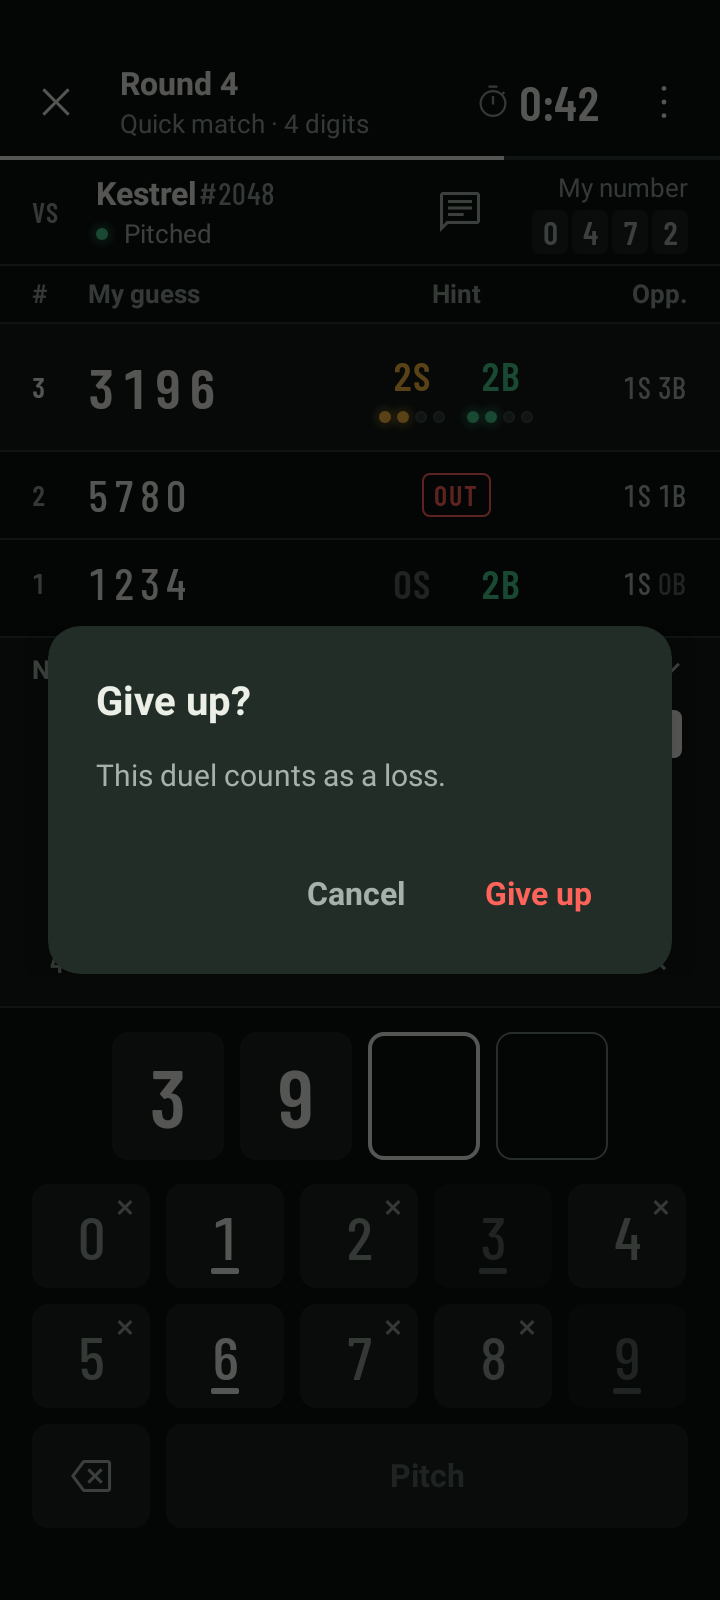 Round 4
0:42
Quick match · 4 digits
VS
Kestrel #2048
Pitched
My number
0 4 7 2
# My guess Hint Opp.
3 3196 2S 2B 1S 3B
2 5780 OUT 1S 1B
1 1234 0S 2B 1S 0B
N
Give up?
This duel counts as a loss.
Cancel Give up
4
3 9
0 × 1 2 × 3 4 ×
5 × 6 7 × 8 × 9
Pitch